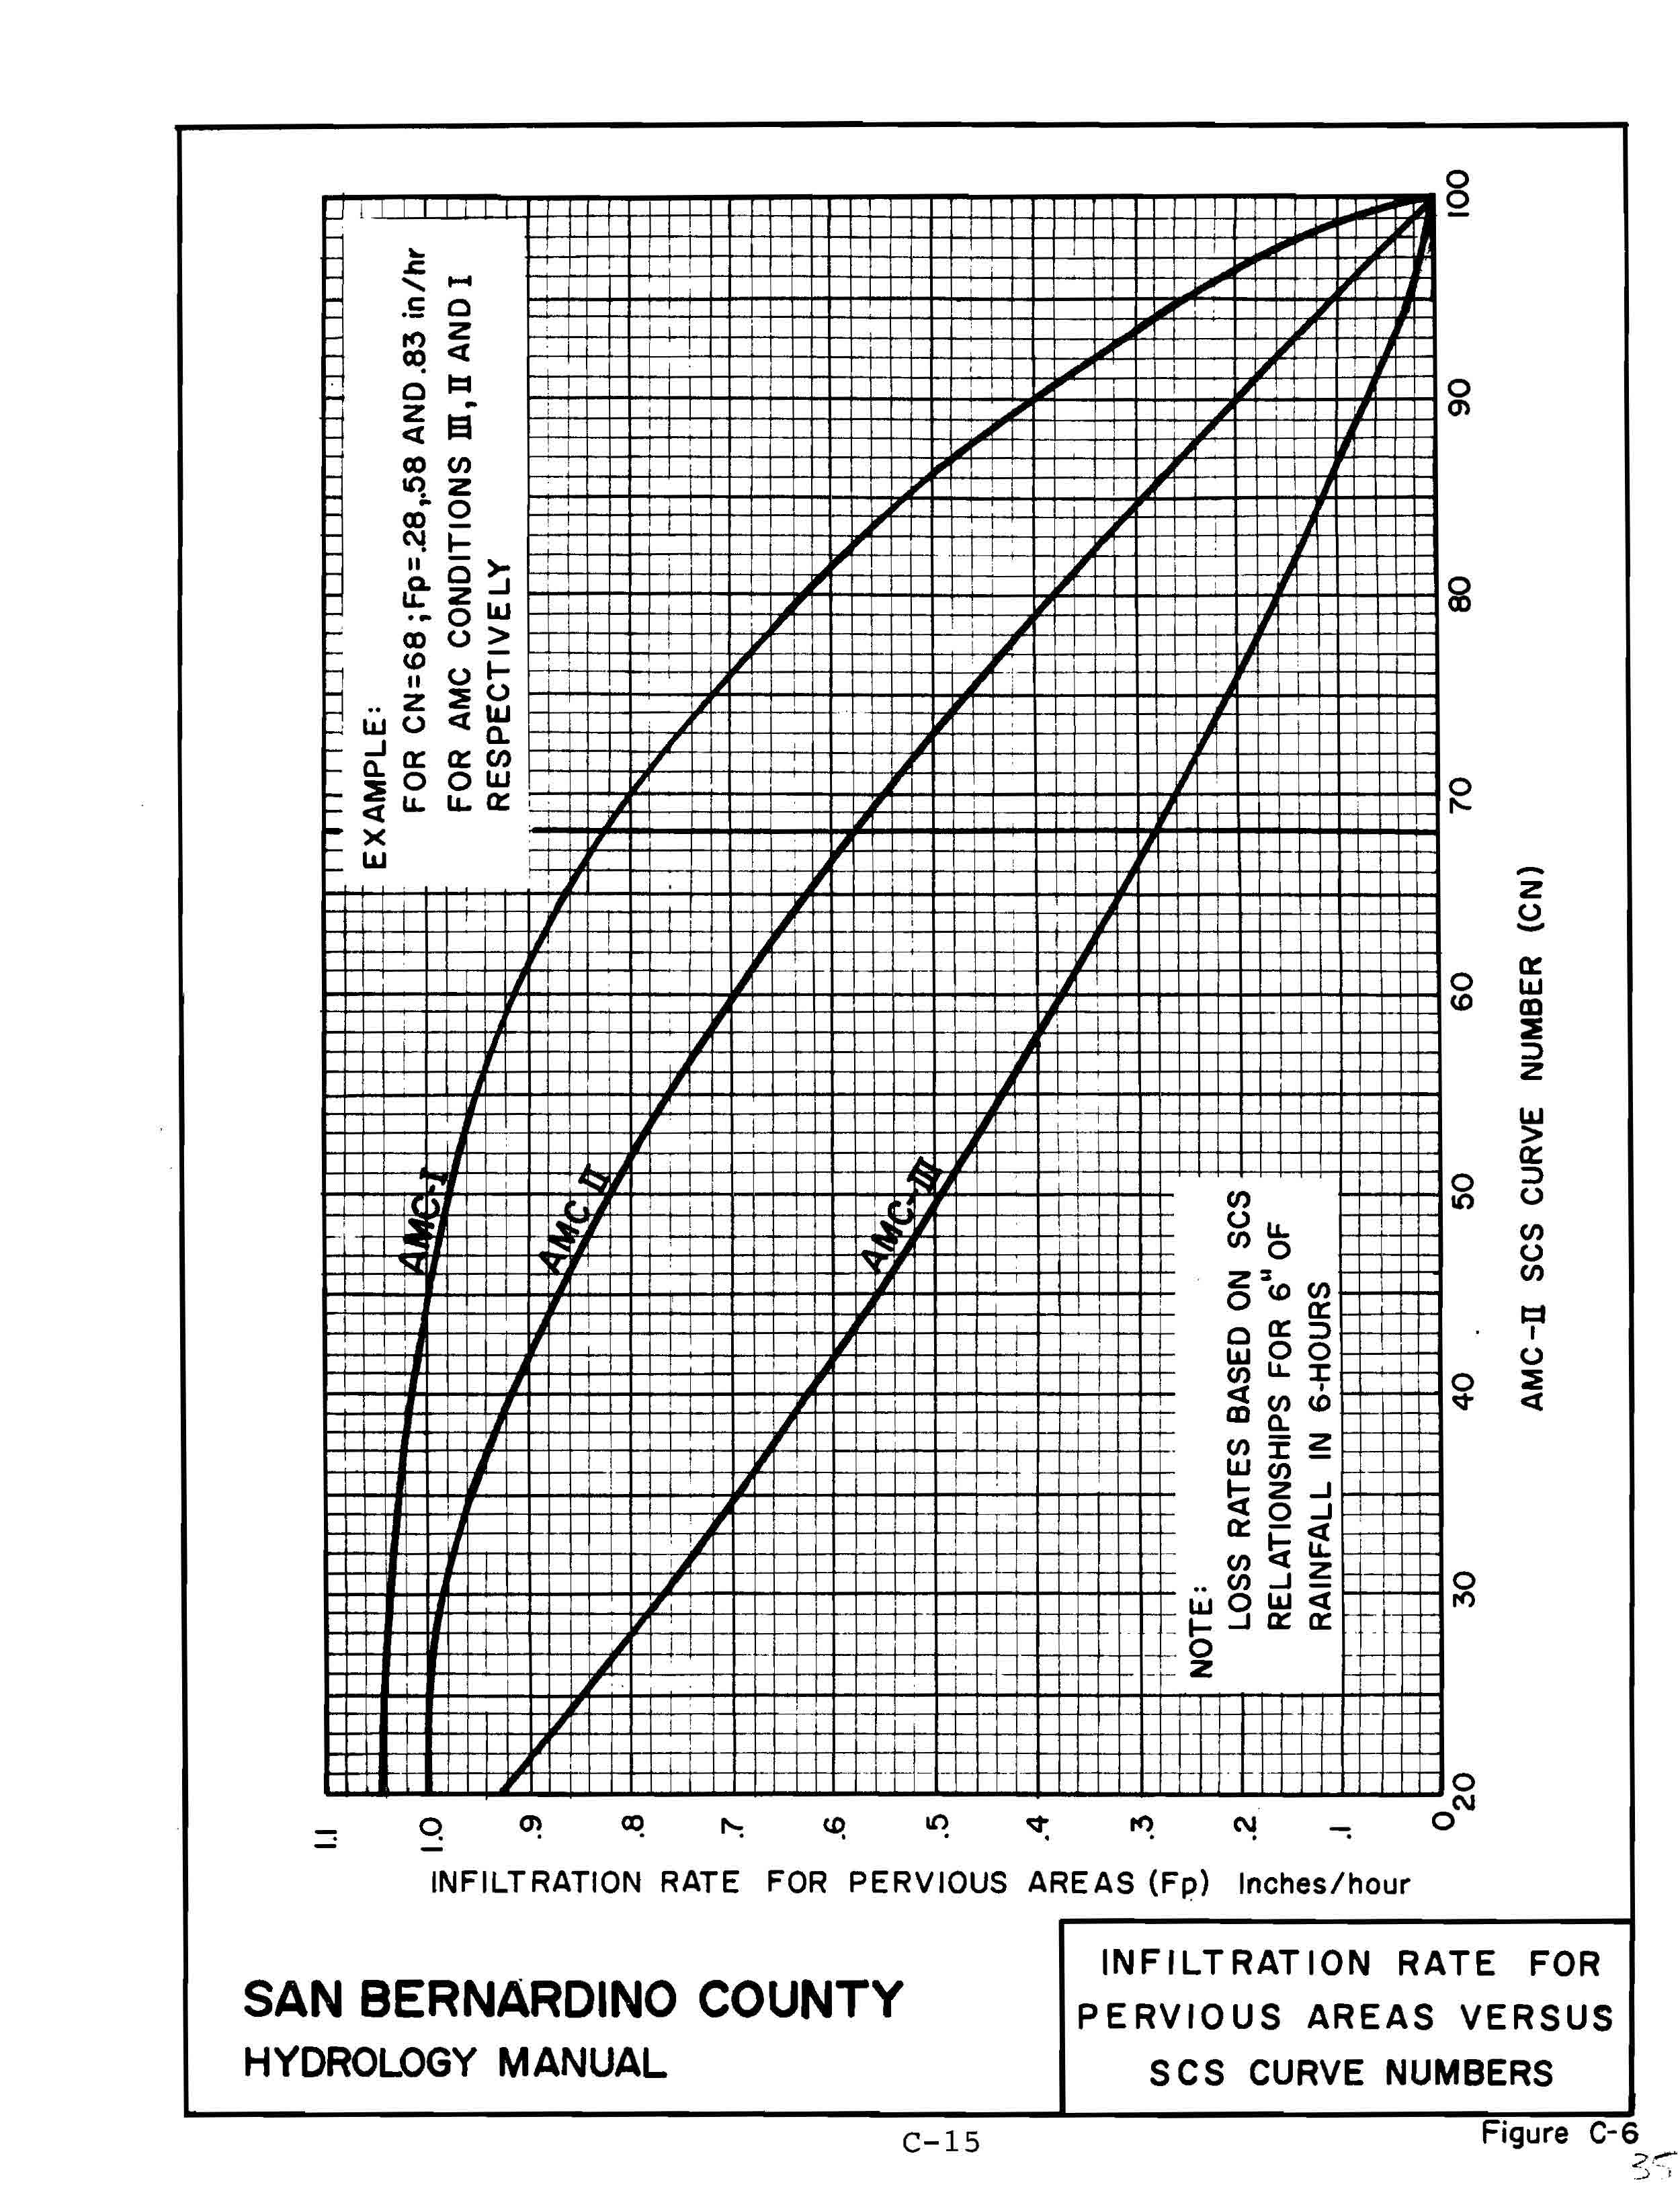 EXAMPLE:
FOR CN=68; Fp=.28,.58 AND .83 in/hr
FOR AMC CONDITIONS III, II AND I
RESPECTIVELY
AMC-I
AMC II
AMC-III
NOTE:
LOSS RATES BASED ON SCS
RELATIONSHIPS FOR 6" OF
RAINFALL IN 6-HOURS
100
90
80
70
60
50
40
30
20
AMC-II SCS CURVE NUMBER (CN)
1.1
1.0
.9
.8
.7
.6
.5
.4
.3
.2
.1
0
INFILTRATION RATE FOR PERVIOUS AREAS (Fp) Inches/hour
SAN BERNARDINO COUNTY
HYDROLOGY MANUAL
INFILTRATION RATE FOR
PERVIOUS AREAS VERSUS
SCS CURVE NUMBERS
C-15
Figure C-6